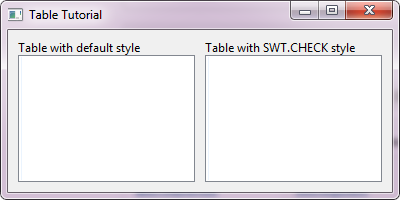 Table Tutorial
Table with default style
Table with SWT.CHECK style